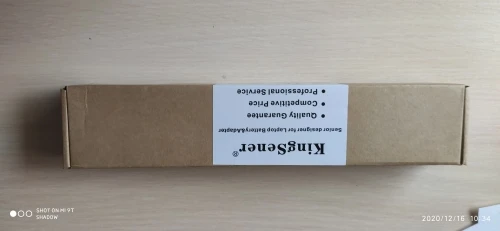 KingSener®
Senior designer for Laptop Battery&Adapter
• Quality Guarantee
• Competitive Price
• Professional Service
SHOT ON MI 9T
SHADOW
2020/12/16 10:34